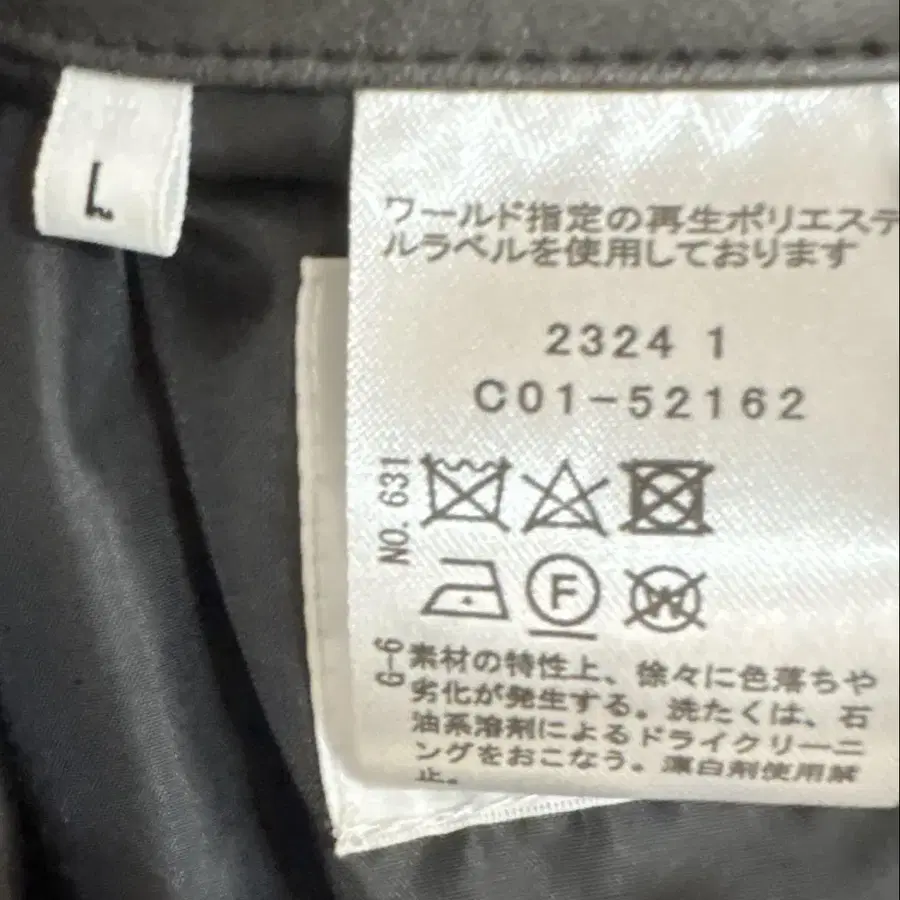 L
ワールド指定の再生ポリエステ
ルラベルを使用しております
2324 1
C01-52162
NO. 631
F
W
G-6
素材の特性上、徐々に色落ちや
劣化が発生する。洗たくは、石
油系溶剤によるドライクリーニ
ングをおこなう。漂白剤使用禁
止。